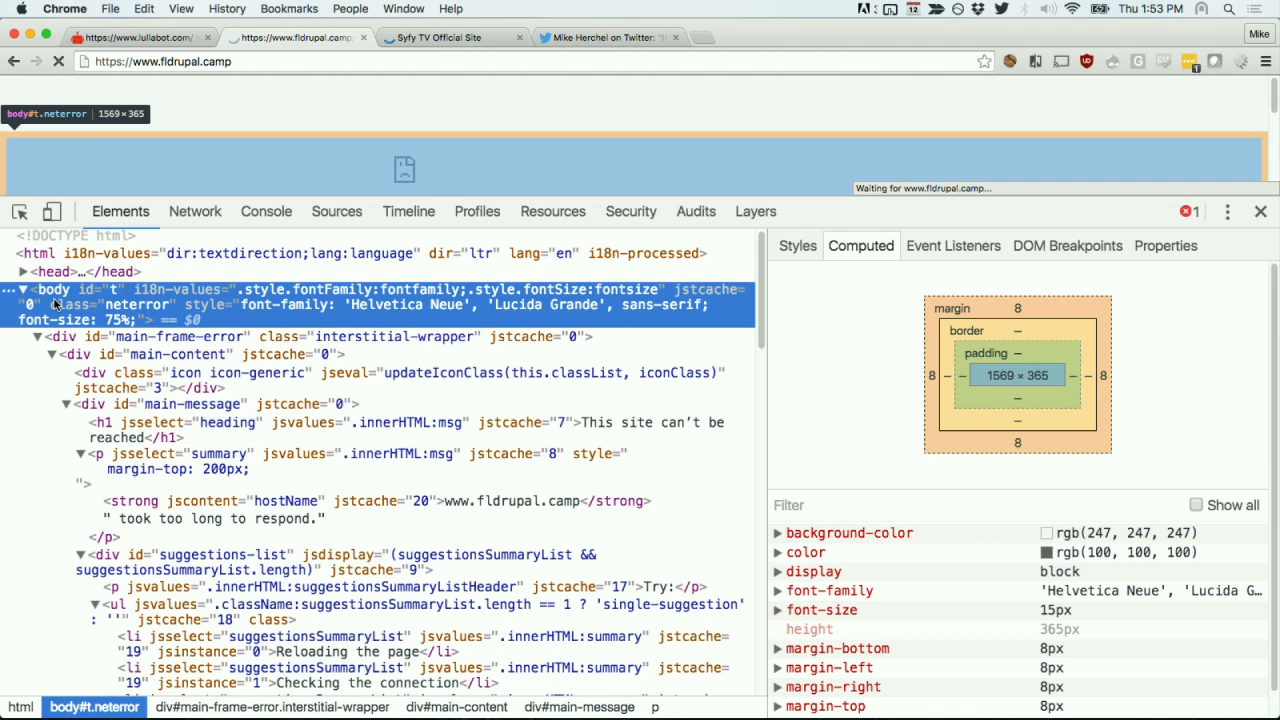 Chrome File Edit View History Bookmarks People Window Help
12
Thu 1:53 PM
https://www.lullabot.com/
https://www.fldrupal.camp
Syfy TV Official Site
Mike Herchel on Twitter: "It
Mike
https://www.fldrupal.camp
1
body#t.neterror | 1569×365
Waiting for www.fldrupal.camp...
Elements Network Console Sources Timeline Profiles Resources Security Audits Layers
1
<!DOCTYPE html>
<html i18n-values="dir:textdirection;lang:language" dir="ltr" lang="en" i18n-processed>
▶<head>…</head>
…▼<body id="t" i18n-values=".style.fontFamily:fontfamily;.style.fontSize:fontsize" jstcache=
"0" class="neterror" style="font-family: 'Helvetica Neue', 'Lucida Grande', sans-serif;
font-size: 75%;"> == $0
▼<div id="main-frame-error" class="interstitial-wrapper" jstcache="0">
▼<div id="main-content" jstcache="0">
<div class="icon icon-generic" jseval="updateIconClass(this.classList, iconClass)"
jstcache="3"></div>
▼<div id="main-message" jstcache="0">
<h1 jsselect="heading" jsvalues=".innerHTML:msg" jstcache="7">This site can’t be
reached</h1>
▼<p jsselect="summary" jsvalues=".innerHTML:msg" jstcache="8" style="
margin-top: 200px;
">
<strong jscontent="hostName" jstcache="20">www.fldrupal.camp</strong>
" took too long to respond."
</p>
▼<div id="suggestions-list" jsdisplay="(suggestionsSummaryList &&
suggestionsSummaryList.length)" jstcache="9">
<p jsvalues=".innerHTML:suggestionsSummaryListHeader" jstcache="17">Try:</p>
▼<ul jsvalues=".className:suggestionsSummaryList.length == 1 ? 'single-suggestion'
: ''" jstcache="18" class>
<li jsselect="suggestionsSummaryList" jsvalues=".innerHTML:summary" jstcache=
"19" jsinstance="0">Reloading the page</li>
<li jsselect="suggestionsSummaryList" jsvalues=".innerHTML:summary" jstcache=
"19" jsinstance="1">Checking the connection</li>
html body#t.neterror div#main-frame-error.interstitial-wrapper div#main-content div#main-message p
Styles Computed Event Listeners DOM Breakpoints Properties
margin 8
border –
padding –
8 – – 1569 × 365 – – 8
–
–
8
Filter Show all
▶ background-color rgb(247, 247, 247)
▶ color rgb(100, 100, 100)
▶ display block
▶ font-family 'Helvetica Neue', 'Lucida G…
▶ font-size 15px
height 365px
▶ margin-bottom 8px
▶ margin-left 8px
▶ margin-right 8px
▶ margin-top 8px